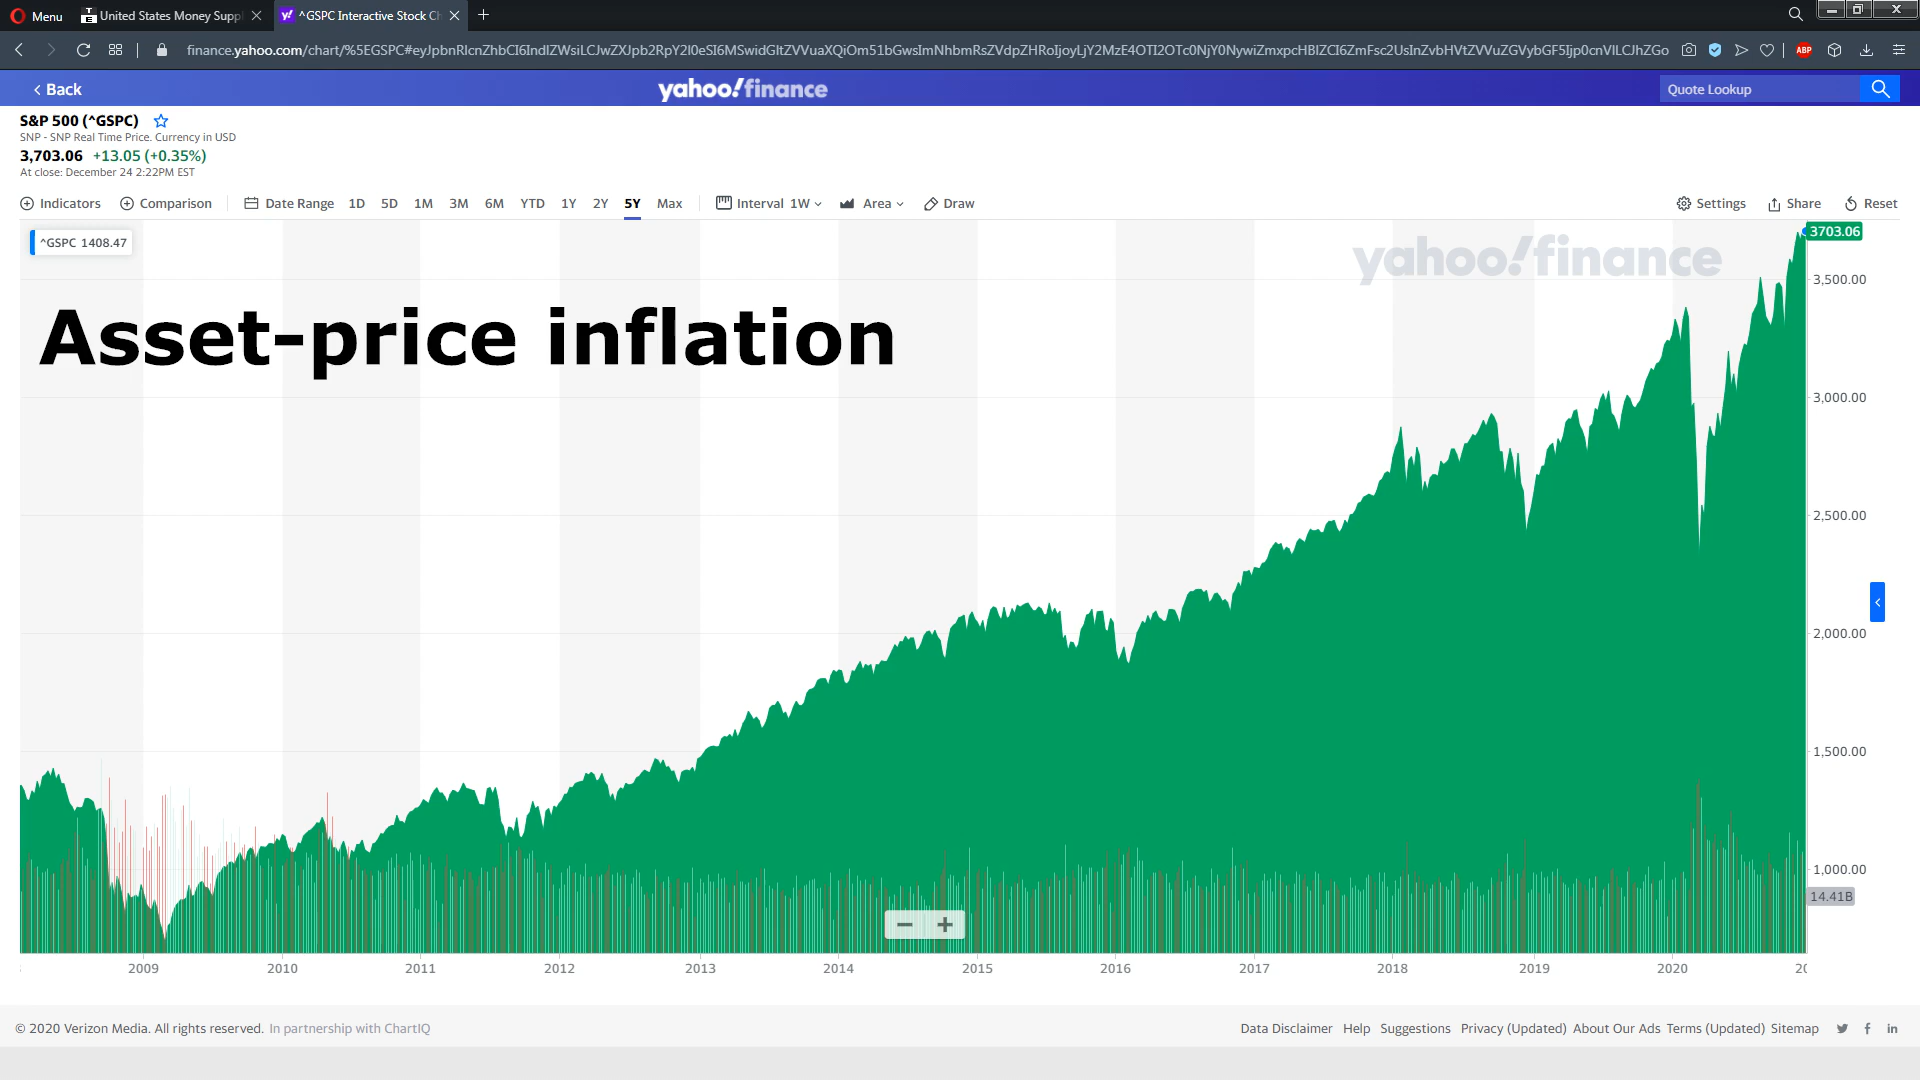 Menu
United States Money Suppl
^GSPC Interactive Stock Ch
finance.yahoo.com/chart/%5EGSPC#
ABP
Back
yahoo!finance
Quote Lookup
S&P 500 (^GSPC)
SNP - SNP Real Time Price. Currency in USD
3,703.06 +13.05 (+0.35%)
At close: December 24 2:22PM EST
Indicators Comparison Date Range 1D 5D 1M 3M 6M YTD 1Y 2Y 5Y Max Interval 1W Area Draw Settings Share Reset
^GSPC 1408.47
yahoo!finance
3703.06
Asset-price inflation
3,500.00
3,000.00
2,500.00
2,000.00
1,500.00
1,000.00
14.41B
2009 2010 2011 2012 2013 2014 2015 2016 2017 2018 2019 2020 20
© 2020 Verizon Media. All rights reserved. In partnership with ChartIQ
Data Disclaimer Help Suggestions Privacy (Updated) About Our Ads Terms (Updated) Sitemap